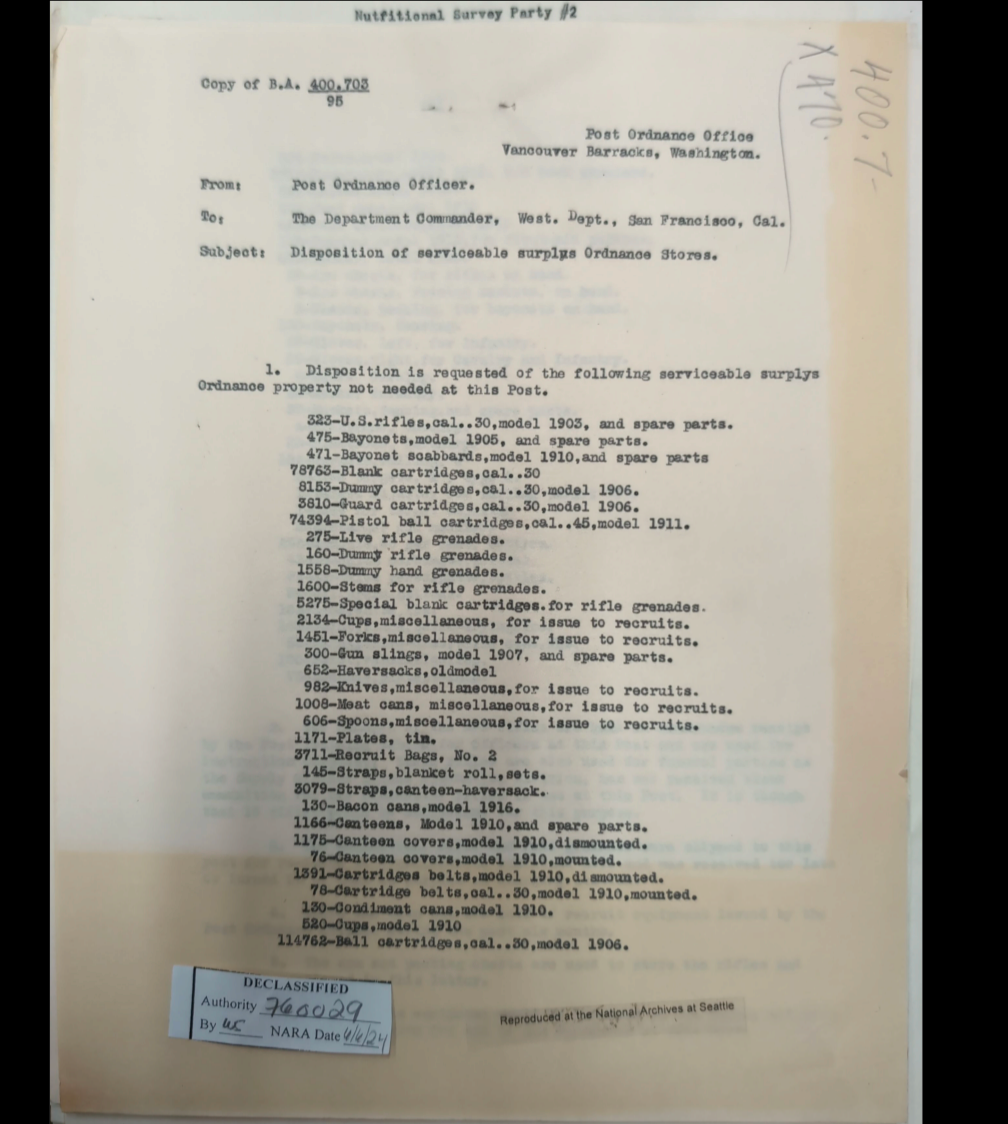 Nutfitional Survey Party #2
Copy of B.A. 400.703
95
400.7-
X 470.
Post Ordnance Office
Vancouver Barracks, Washington.
From: Post Ordnance Officer.
To: The Department Commander, West. Dept., San Francisco, Cal.
Subject: Disposition of serviceable surplus Ordnance Stores.
1. Disposition is requested of the following serviceable surplys
Ordnance property not needed at this Post.
323-U.S.rifles,cal..30,model 1903, and spare parts.
475-Bayonets,model 1905, and spare parts.
471-Bayonet scabbards,model 1910,and spare parts
78763-Blank cartridges,cal..30
8153-Dummy cartridges,cal..30,model 1906.
3810-Guard cartridges,cal..30,model 1906.
74394-Pistol ball cartridges,cal..45,model 1911.
275-Live rifle grenades.
160-Dummy rifle grenades.
1558-Dummy hand grenades.
1600-Stems for rifle grenades.
5275-Special blank cartridges.for rifle grenades.
2134-Cups,miscellaneous, for issue to recruits.
1451-Forks,miscellaneous, for issue to recruits.
300-Gun slings, model 1907, and spare parts.
652-Haversacks,oldmodel
982-Knives,miscellaneous,for issue to recruits.
1008-Meat cans, miscellaneous,for issue to recruits.
606-Spoons,miscellaneous,for issue to recruits.
1171-Plates, tin.
3711-Recruit Bags, No. 2
145-Straps,blanket roll,sets.
3079-Straps,canteen-haversack.
130-Bacon cans,model 1916.
1166-Canteens, Model 1910,and spare parts.
1175-Canteen covers,model 1910,dismounted.
76-Canteen covers,model 1910,mounted.
1391-Cartridges belts,model 1910,dismounted.
78-Cartridge belts,cal..30,model 1910,mounted.
130-Condiment cans,model 1910.
520-Cups,model 1910
114762-Ball cartridges,cal..30,model 1906.
DECLASSIFIED
Authority 760029
By NARA Date 4/6/24
Reproduced at the National Archives at Seattle